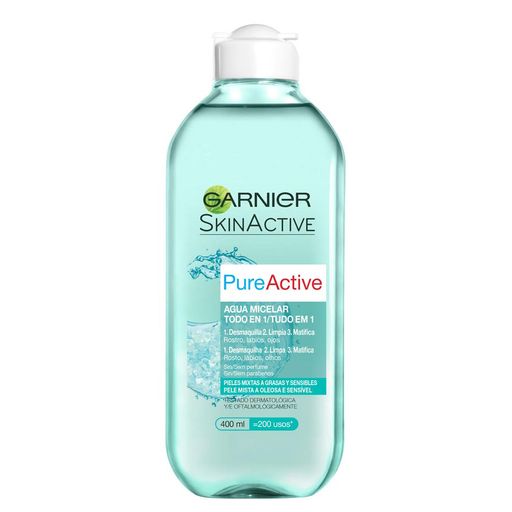 GARNIER
SKINACTIVE
PureActive
AGUA MICELAR
TODO EN 1/TUDO EM 1
1. Desmaquilla 2. Limpia 3. Matifica
Rostro, labios, ojos
1. Desmaquilha 2. Limpa 3. Matifica
Rosto, lábios, olhos
Sin/Sem perfume
Sin/Sem parabenos
PIELES MIXTAS A GRASAS Y SENSIBLES
PELE MISTA A OLEOSA E SENSÍVEL
TESTADO DERMATOLÓGICA
Y/E OFTALMOLÓGICAMENTE
400 ml =200 usos*